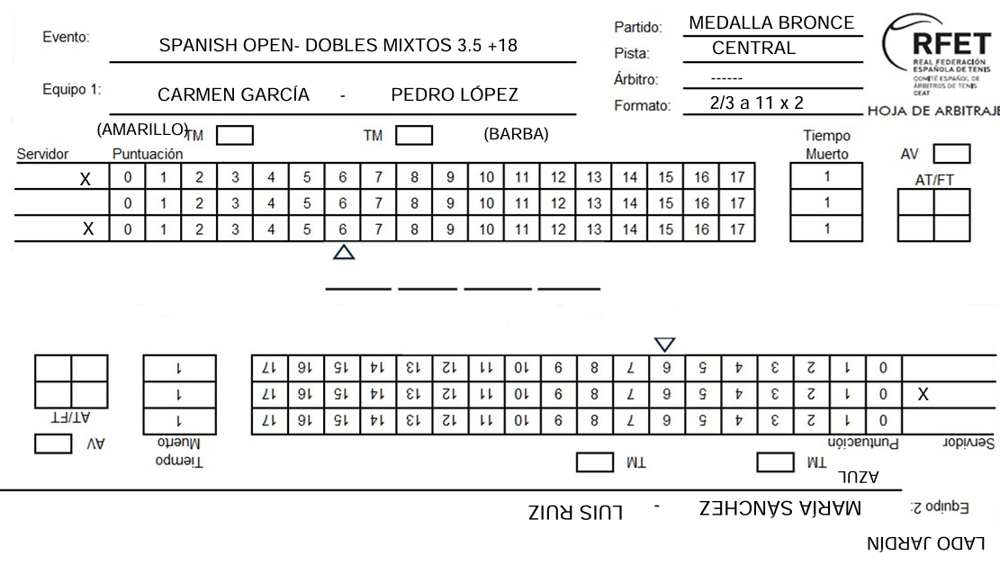 Evento: SPANISH OPEN- DOBLES MIXTOS 3.5 +18
Partido: MEDALLA BRONCE
Pista: CENTRAL
Árbitro: ------
Formato: 2/3 a 11 x 2
RFET
REAL FEDERACIÓN
ESPAÑOLA DE TENIS
COMITÉ ESPAÑOL DE
ÁRBITROS DE TENIS
CEAT
HOJA DE ARBITRAJE
Equipo 1: CARMEN GARCÍA - PEDRO LÓPEZ
(AMARILLO) TM TM (BARBA)
Servidor Puntuación Tiempo Muerto AV
AT/FT
X 0 1 2 3 4 5 6 7 8 9 10 11 12 13 14 15 16 17 1
0 1 2 3 4 5 6 7 8 9 10 11 12 13 14 15 16 17 1
X 0 1 2 3 4 5 6 7 8 9 10 11 12 13 14 15 16 17 1
LADO JARDÍN
Equipo 2: MARÍA SÁNCHEZ - LUIS RUIZ
AZUL
TM TM
Servidor Puntuación Tiempo Muerto AV
AT/FT
0 1 2 3 4 5 6 7 8 9 10 11 12 13 14 15 16 17 1
X 0 1 2 3 4 5 6 7 8 9 10 11 12 13 14 15 16 17 1
0 1 2 3 4 5 6 7 8 9 10 11 12 13 14 15 16 17 1